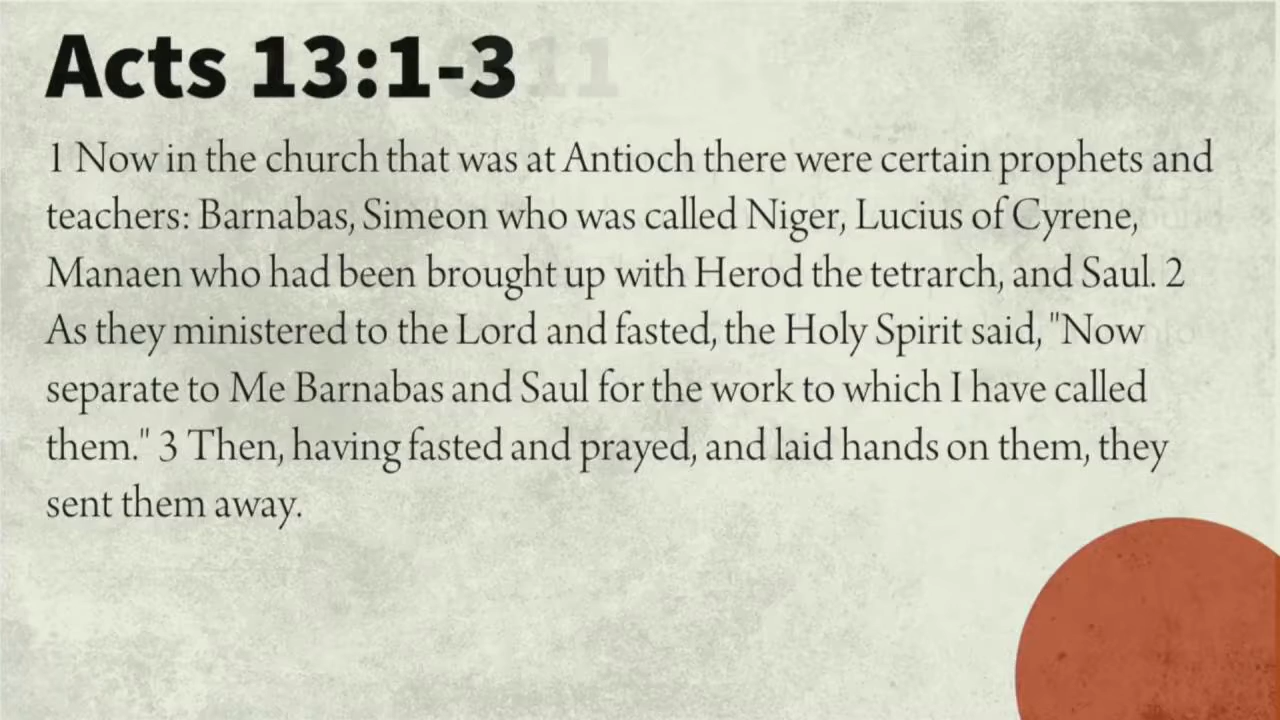 Acts 13:1-3
1 Now in the church that was at Antioch there were certain prophets and
teachers: Barnabas, Simeon who was called Niger, Lucius of Cyrene,
Manaen who had been brought up with Herod the tetrarch, and Saul. 2
As they ministered to the Lord and fasted, the Holy Spirit said, "Now
separate to Me Barnabas and Saul for the work to which I have called
them." 3 Then, having fasted and prayed, and laid hands on them, they
sent them away.